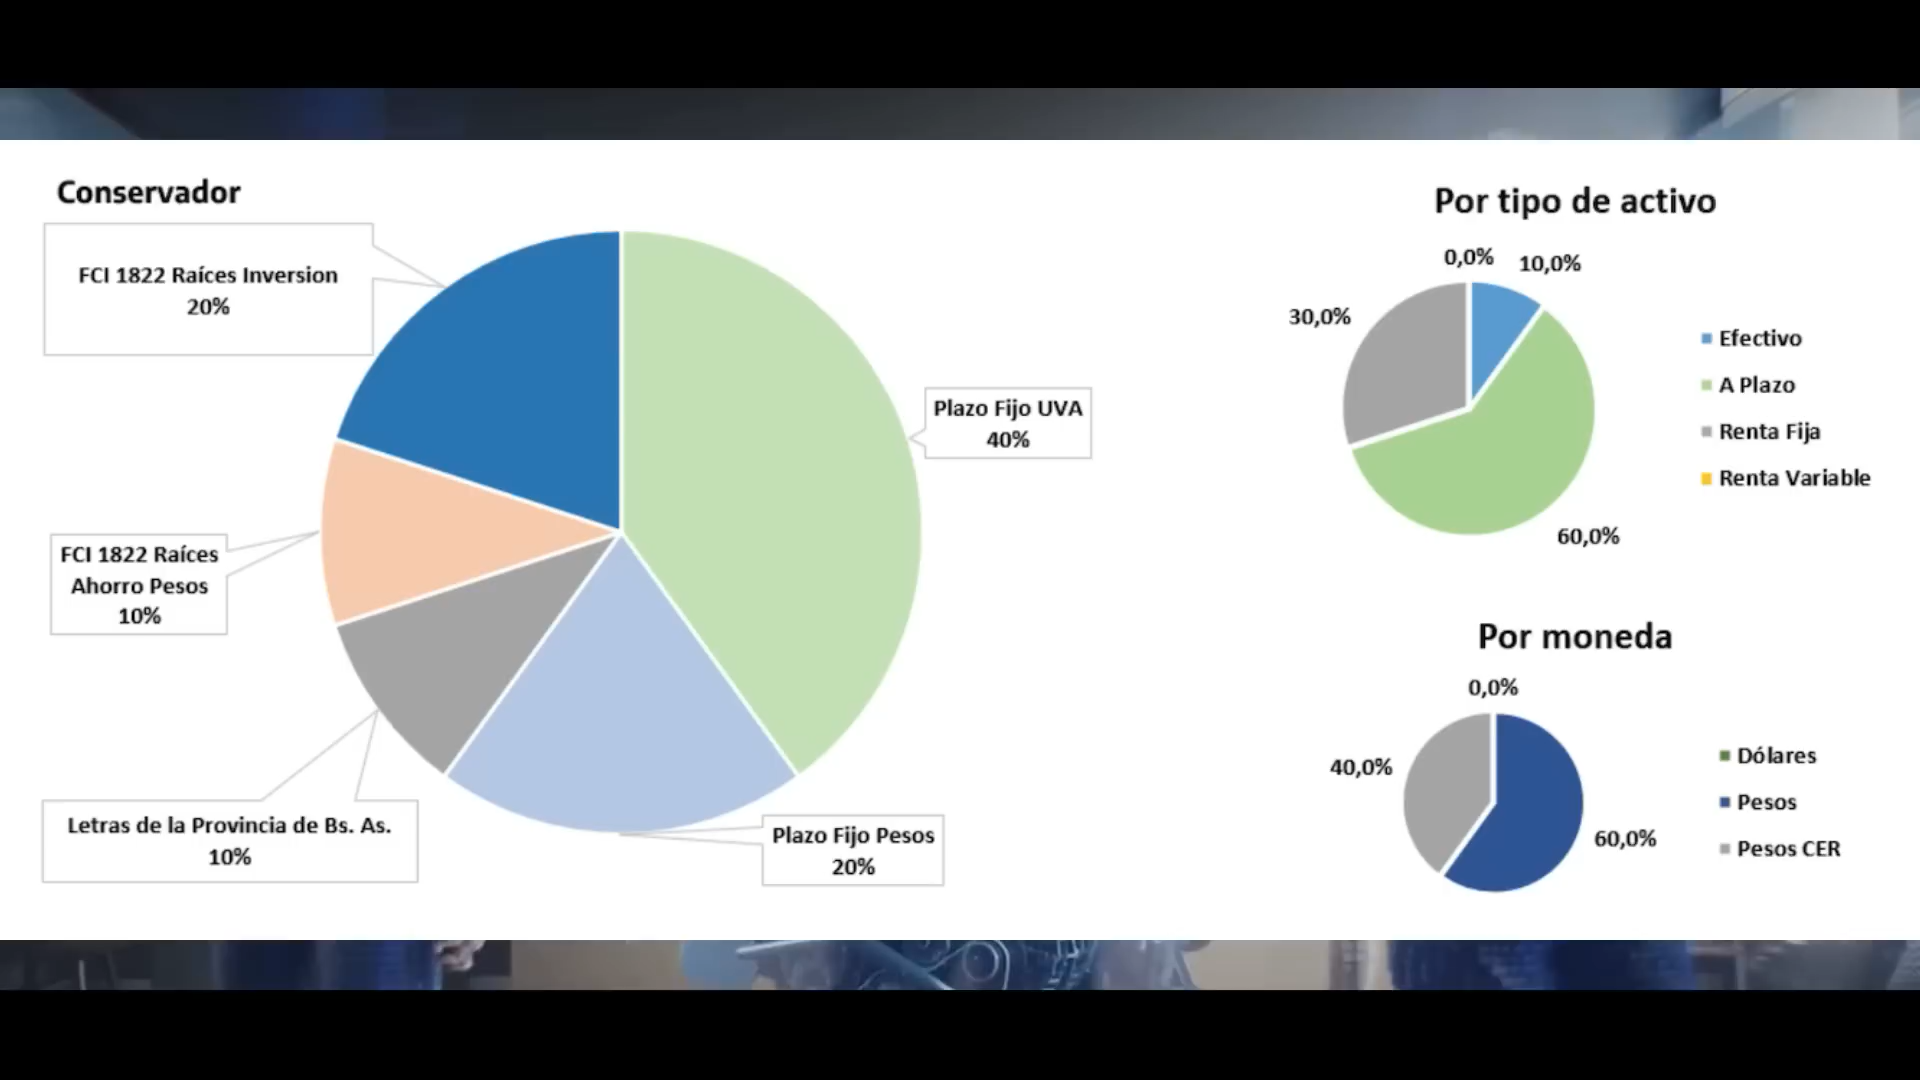 Conservador
FCI 1822 Raíces Inversion
20%
Plazo Fijo UVA
40%
FCI 1822 Raíces
Ahorro Pesos
10%
Letras de la Provincia de Bs. As.
10%
Plazo Fijo Pesos
20%
Por tipo de activo
0,0%
10,0%
30,0%
60,0%
Efectivo
A Plazo
Renta Fija
Renta Variable
Por moneda
0,0%
40,0%
60,0%
Dólares
Pesos
Pesos CER